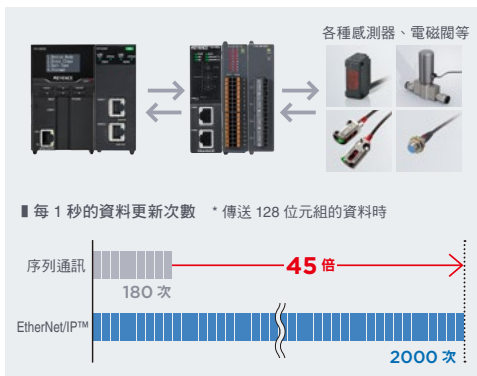 各種感測器、電磁閥等
KEYENCE
KEYENCE
▮每 1 秒的資料更新次數 * 傳送 128 位元組的資料時
序列通訊
45 倍
180 次
EtherNet/IP™
2000 次